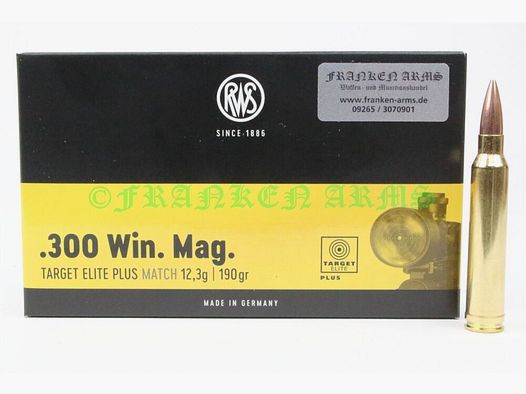 FRANKEN ARMS
Waffen- und Munitionshandel
www.franken-arms.de
09265 / 3070901
RWS
SINCE · 1886
©FRANKEN ARMS
.300 Win. Mag.
TARGET ELITE PLUS MATCH 12,3g | 190gr
TARGET
ELITE
PLUS
MADE IN GERMANY